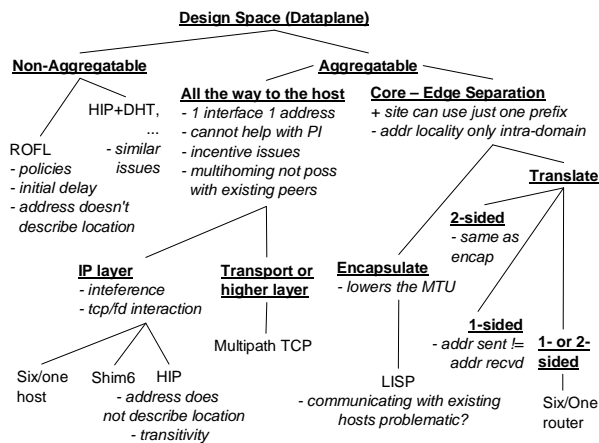 Design Space (Dataplane)
Non-Aggregatable
Aggregatable
HIP+DHT,
...
- similar
issues
ROFL
- policies
- initial delay
- address doesn't
describe location
All the way to the host
- 1 interface 1 address
- cannot help with PI
- incentive issues
- multihoming not poss
with existing peers
Core – Edge Separation
+ site can use just one prefix
- addr locality only intra-domain
IP layer
- inteference
- tcp/fd interaction
Transport or
higher layer
Multipath TCP
Six/one
host
Shim6
HIP
- address does
not describe location
- transitivity
Encapsulate
- lowers the MTU
LISP
- communicating with existing
hosts problematic?
Translate
2-sided
- same as
encap
1-sided
- addr sent !=
addr recvd
1- or 2-
sided
Six/One
router